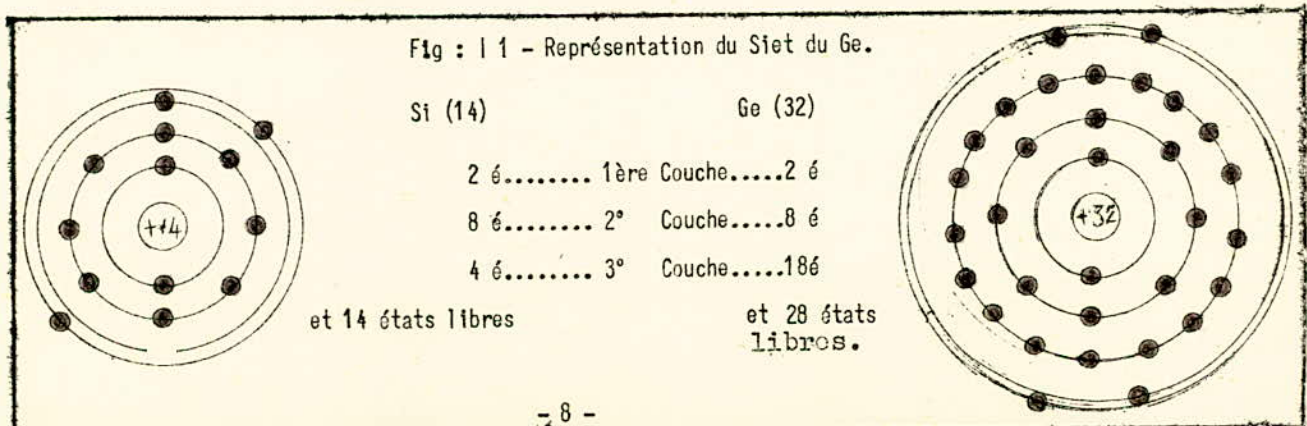 Fig : I 1 - Représentation du Siet du Ge.
Si (14) Ge (32)
2 é........ 1ère Couche.....2 é
8 é........ 2° Couche.....8 é
4 é........ 3° Couche.....18é
et 14 états libres et 28 états
libres.
+14
+32
- 8 -